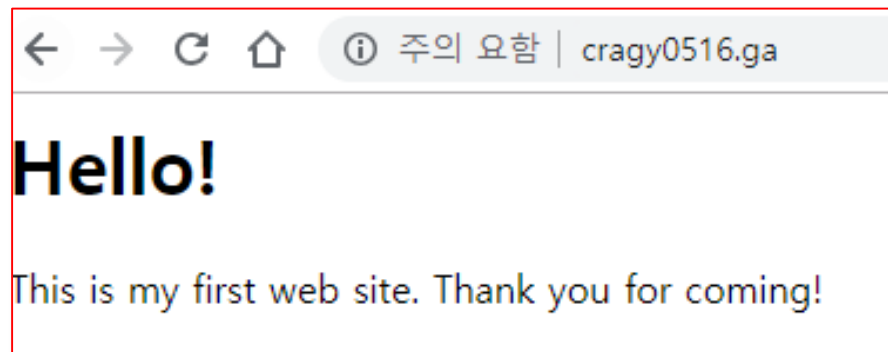 주의 요함 | cragy0516.ga
Hello!
This is my first web site. Thank you for coming!